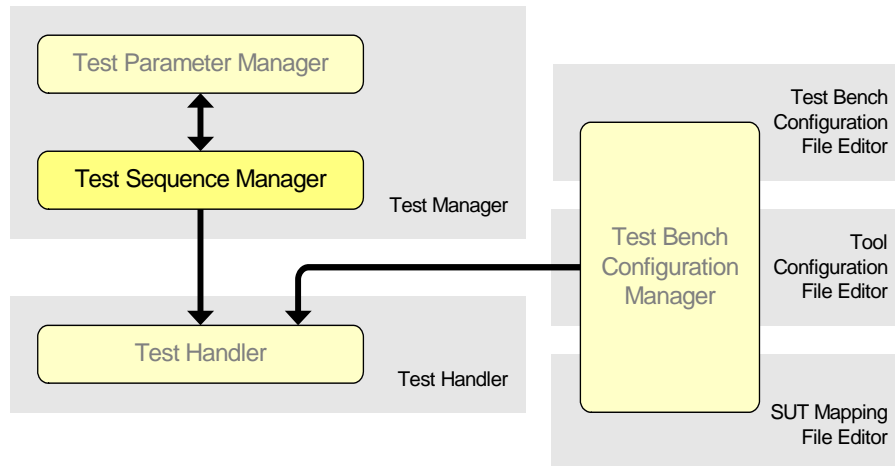 Test Parameter Manager
Test Sequence Manager
Test Manager
Test Handler
Test Handler
Test Bench
Configuration
Manager
Test Bench
Configuration
File Editor
Tool
Configuration
File Editor
SUT Mapping
File Editor